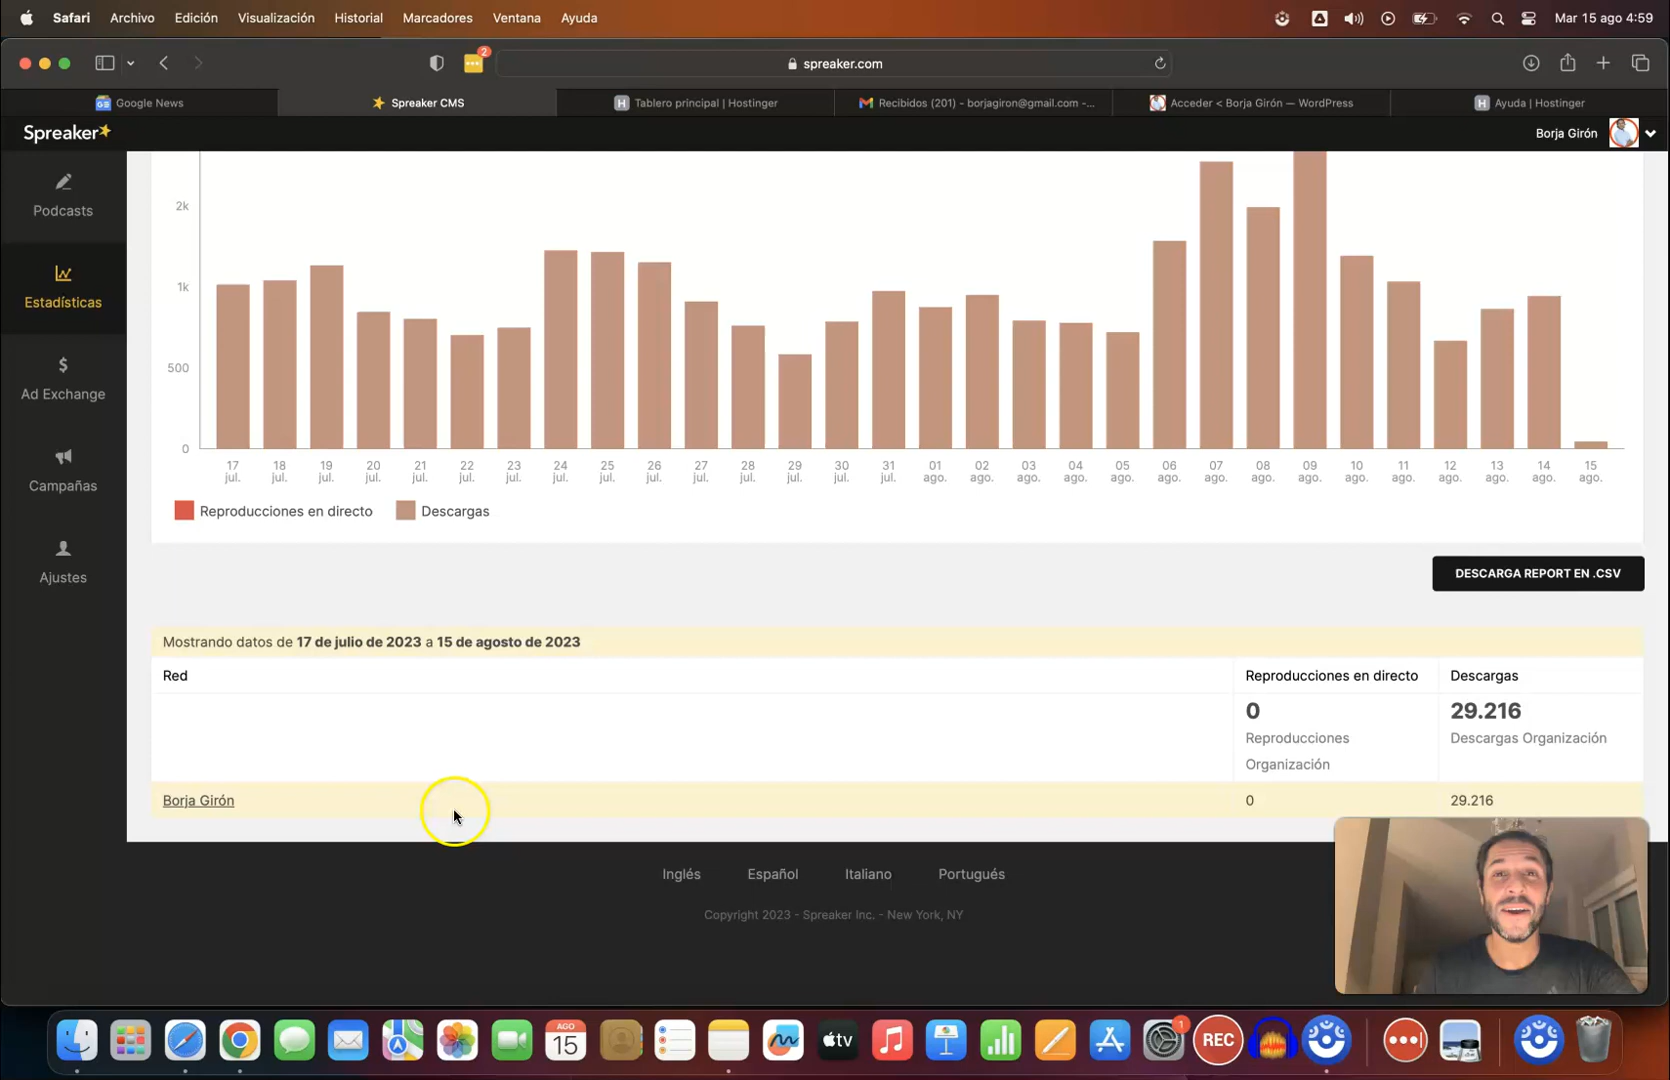 Safari Archivo Edición Visualización Historial Marcadores Ventana Ayuda Mar 15 ago 4:59
2
spreaker.com
Google News Spreaker CMS Tablero principal | Hostinger Recibidos (201) - borjagiron@gmail.com -... Acceder < Borja Girón — WordPress Ayuda | Hostinger
Spreaker Borja Girón
Podcasts
Estadísticas
Ad Exchange
Campañas
Ajustes
2k
1k
500
0
17 18 19 20 21 22 23 24 25 26 27 28 29 30 31 01 02 03 04 05 06 07 08 09 10 11 12 13 14 15
jul. jul. jul. jul. jul. jul. jul. jul. jul. jul. jul. jul. jul. jul. jul. ago. ago. ago. ago. ago. ago. ago. ago. ago. ago. ago. ago. ago. ago. ago.
Reproducciones en directo Descargas
DESCARGA REPORT EN .CSV
Mostrando datos de 17 de julio de 2023 a 15 de agosto de 2023
Red Reproducciones en directo Descargas
0 29.216
Reproducciones Descargas Organización
Organización
Borja Girón 0 29.216
Inglés Español Italiano Portugués
Copyright 2023 - Spreaker Inc. - New York, NY
AGO
15
tv
1
REC